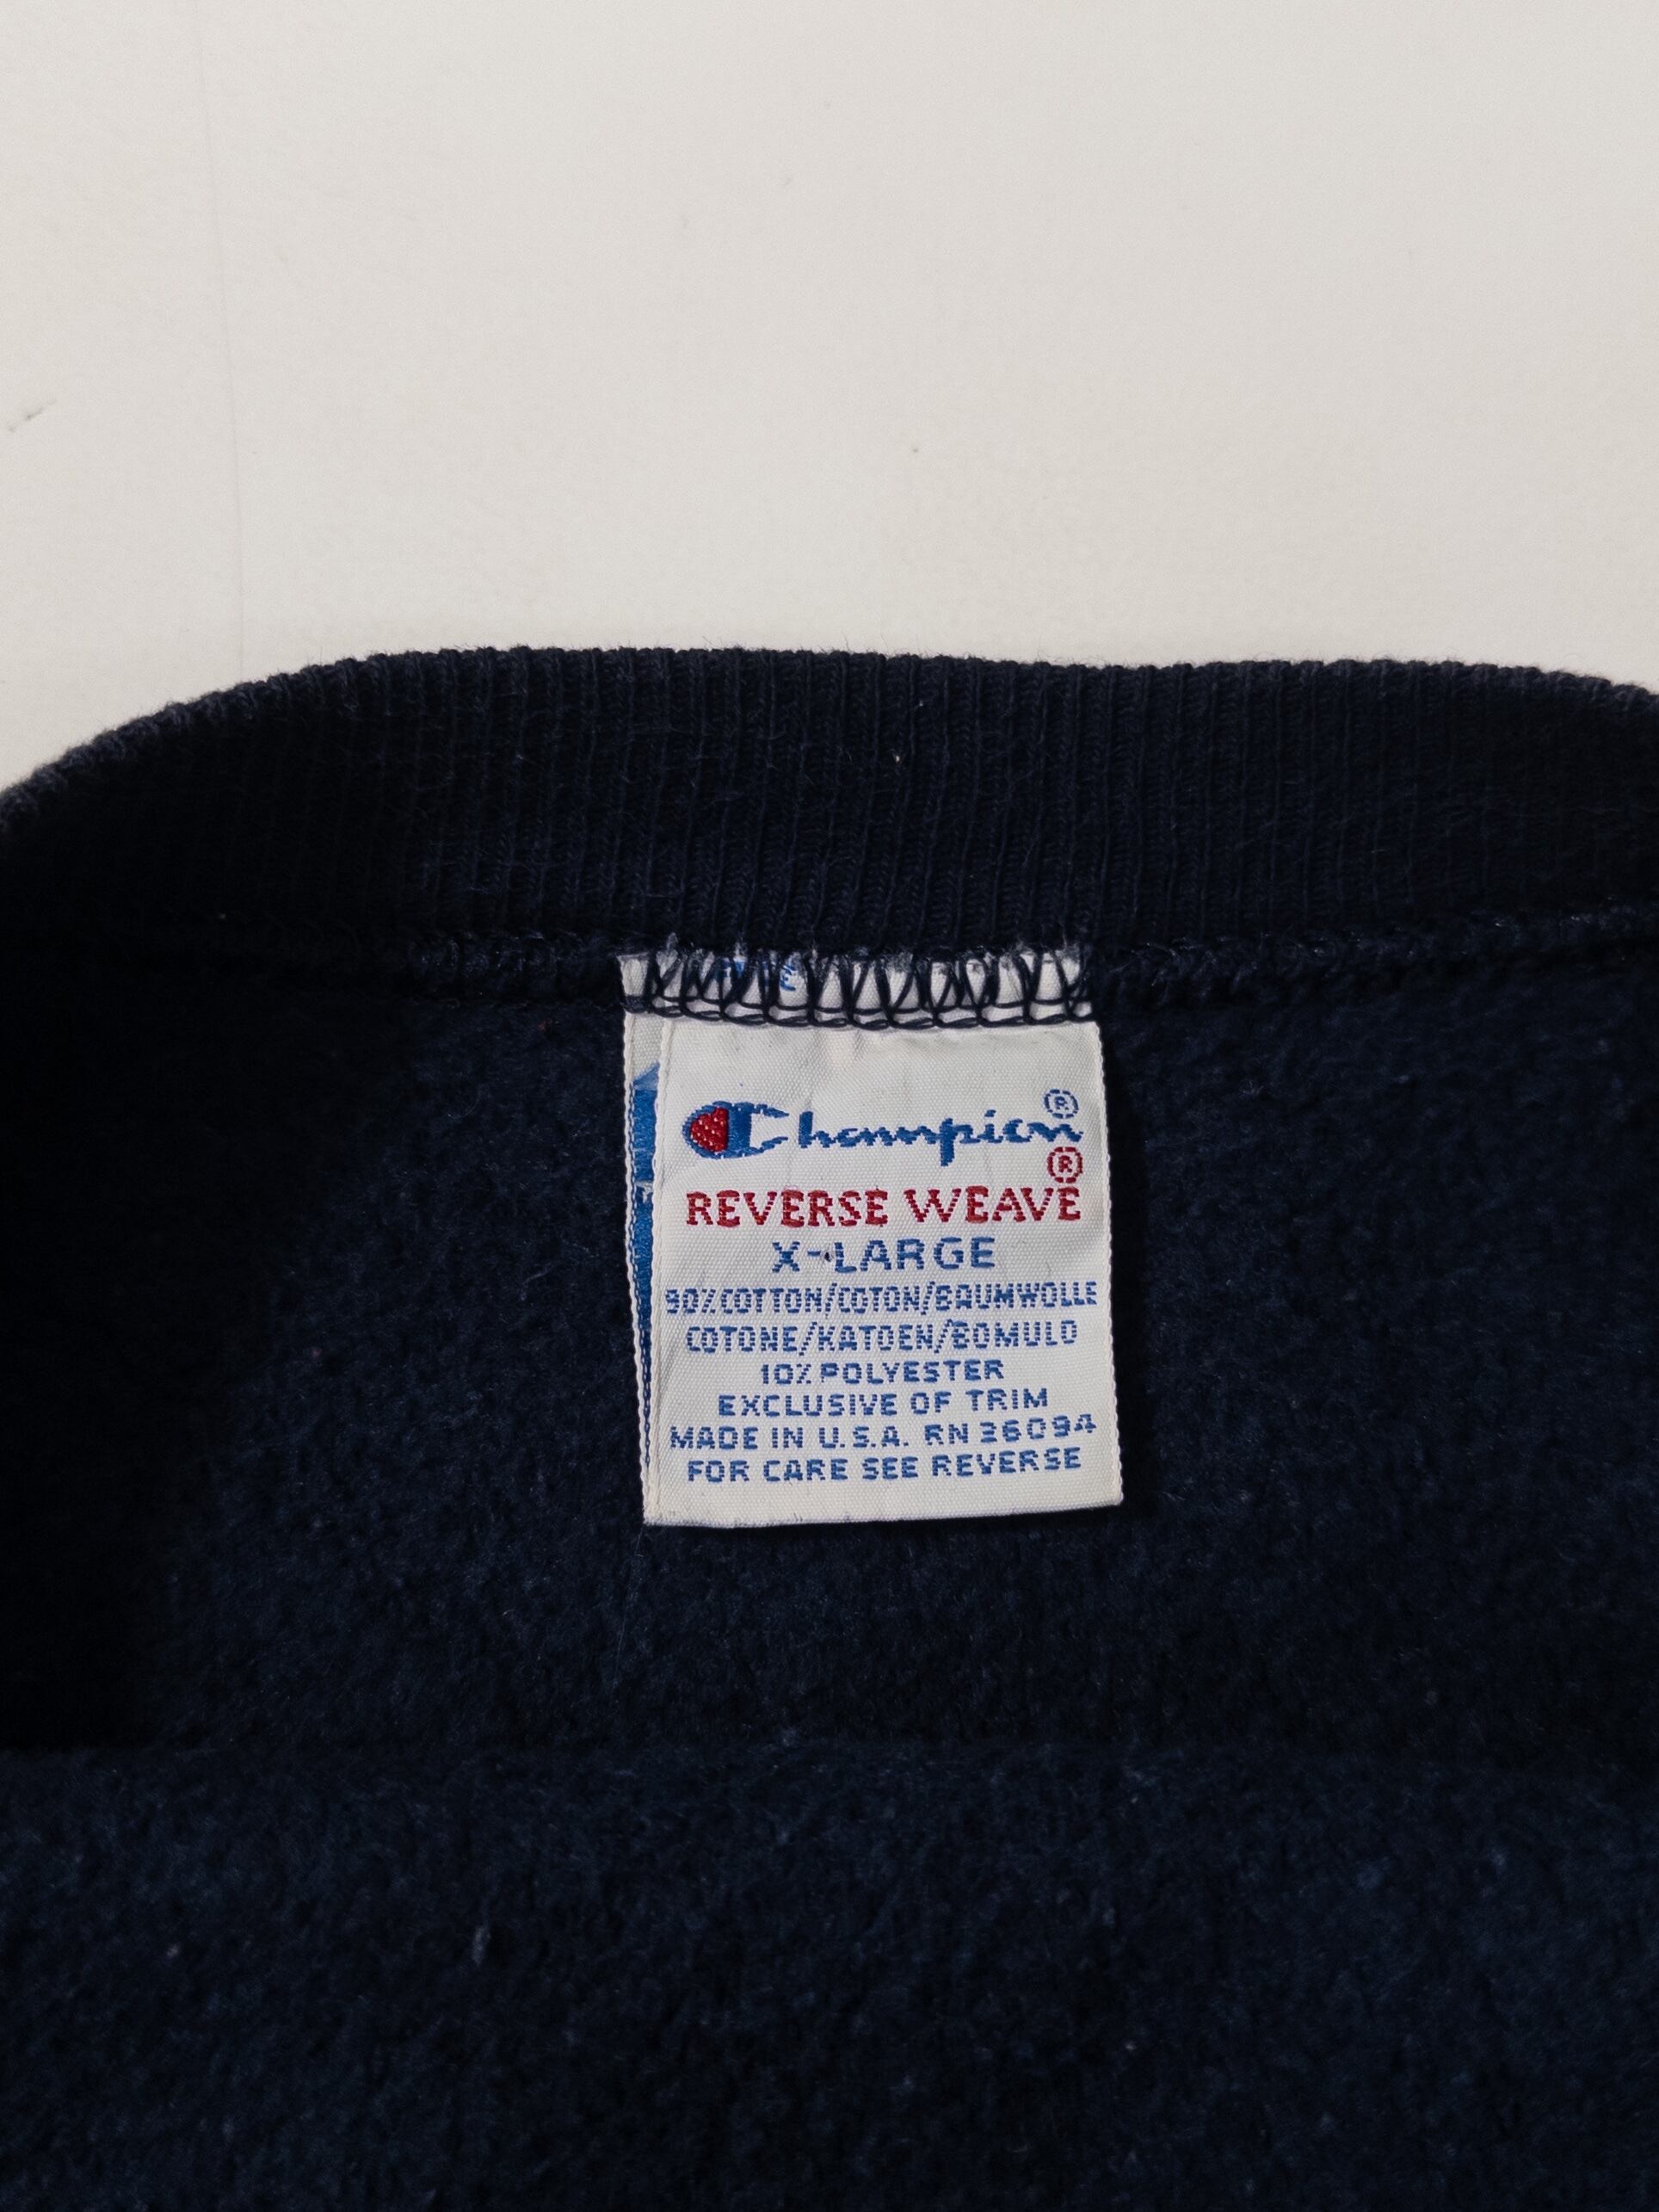 Champion®
REVERSE WEAVE®
X-LARGE
90% COTTON/COTON/BAUMWOLLE
COTONE/KATOEN/BOMULD
10% POLYESTER
EXCLUSIVE OF TRIM
MADE IN U.S.A. RN 36094
FOR CARE SEE REVERSE